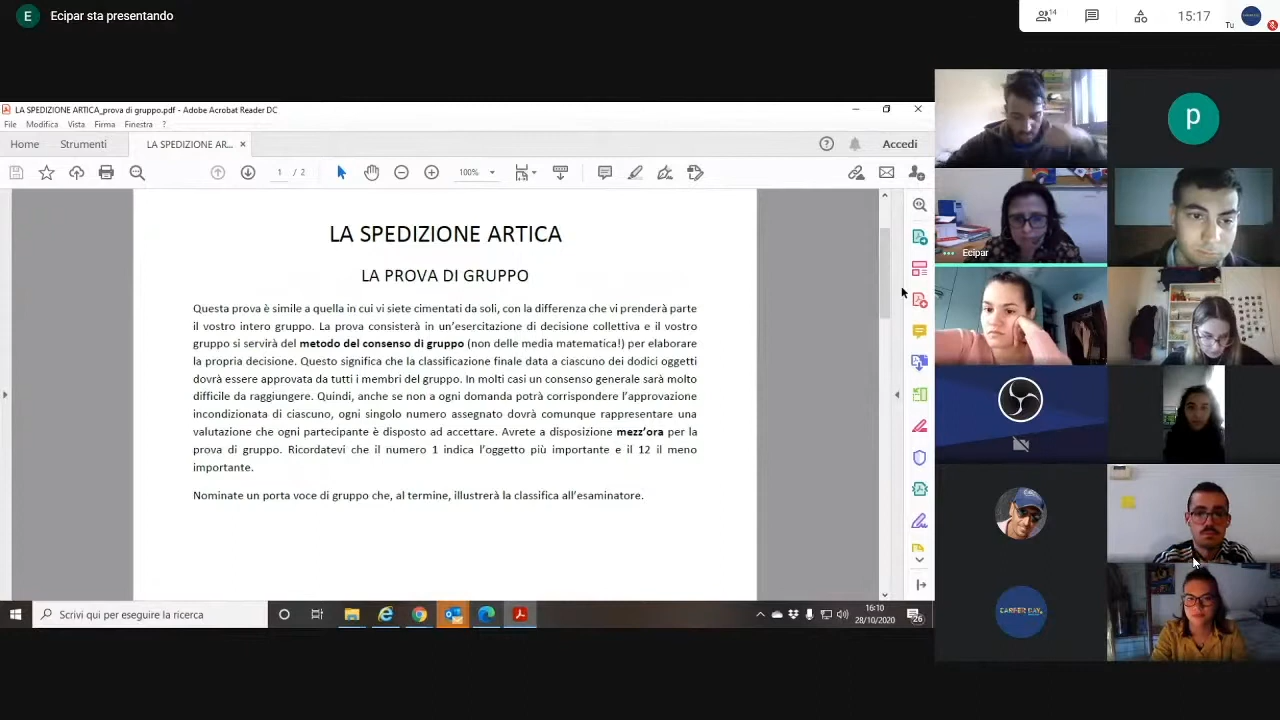 E
Ecipar sta presentando
14
15:17
Tu
LA SPEDIZIONE ARTICA_prova di gruppo.pdf - Adobe Acrobat Reader DC
File Modifica Vista Firma Finestra ?
Home Strumenti LA SPEDIZIONE AR... × Accedi
1 / 2 100%
LA SPEDIZIONE ARTICA
LA PROVA DI GRUPPO
Questa prova è simile a quella in cui vi siete cimentati da soli, con la differenza che vi prenderà parte
il vostro intero gruppo. La prova consisterà in un'esercitazione di decisione collettiva e il vostro
gruppo si servirà del metodo del consenso di gruppo (non delle media matematica!) per elaborare
la propria decisione. Questo significa che la classificazione finale data a ciascuno dei dodici oggetti
dovrà essere approvata da tutti i membri del gruppo. In molti casi un consenso generale sarà molto
difficile da raggiungere. Quindi, anche se non a ogni domanda potrà corrispondere l'approvazione
incondizionata di ciascuno, ogni singolo numero assegnato dovrà comunque rappresentare una
valutazione che ogni partecipante è disposto ad accettare. Avrete a disposizione mezz'ora per la
prova di gruppo. Ricordatevi che il numero 1 indica l'oggetto più importante e il 12 il meno
importante.
Nominate un porta voce di gruppo che, al termine, illustrerà la classifica all'esaminatore.
Scrivi qui per eseguire la ricerca
16:10
28/10/2020
26
p
Ecipar
CAREER DAY